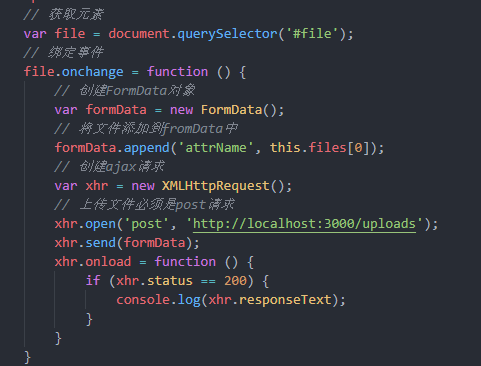 // 获取元素
var file = document.querySelector('#file');
// 绑定事件
file.onchange = function () {
// 创建FormData对象
var formData = new FormData();
// 将文件添加到fromData中
formData.append('attrName', this.files[0]);
// 创建ajax请求
var xhr = new XMLHttpRequest();
// 上传文件必须是post请求
xhr.open('post', 'http://localhost:3000/uploads');
xhr.send(formData);
xhr.onload = function () {
if (xhr.status == 200) {
console.log(xhr.responseText);
}
}
}